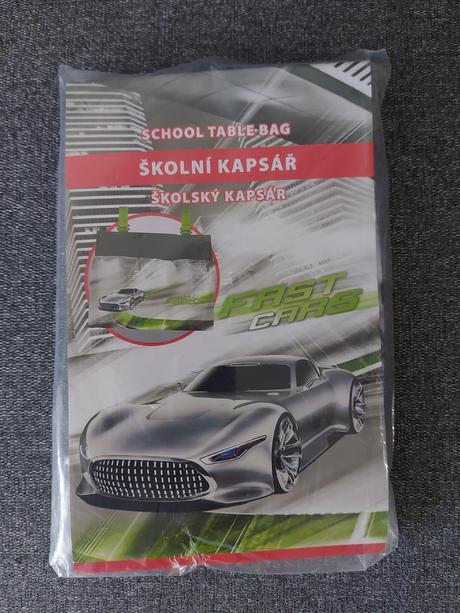 SCHOOL TABLE-BAG
ŠKOLNÍ KAPSÁŘ
ŠKOLSKÝ KAPSÁR
FAST
CARS